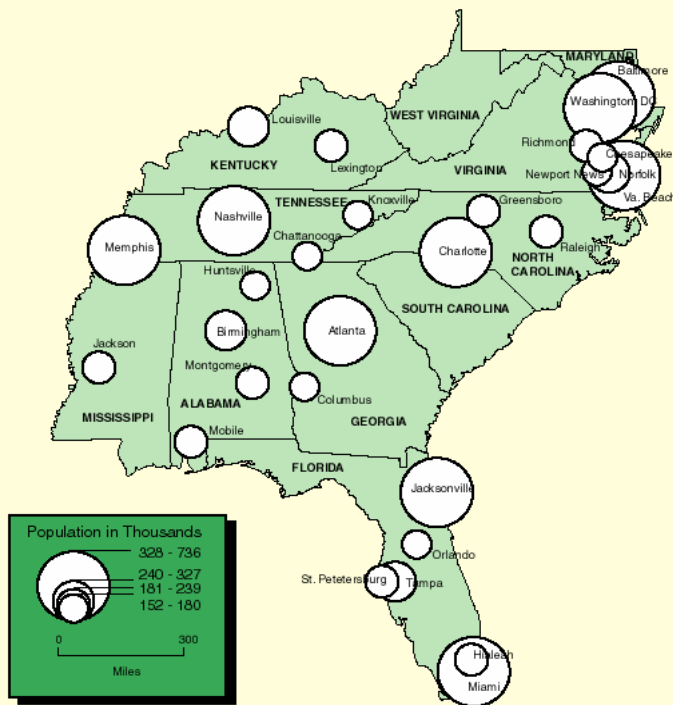 MARYLAND
Baltimore
Washington DC
WEST VIRGINIA
Louisville
Richmond
Chesapeake
KENTUCKY
Lexington
VIRGINIA
Newport News
Norfolk
Va. Beach
TENNESSEE
Knoxville
Greensboro
Nashville
Chattanooga
Memphis
Charlotte
Raleigh
NORTH
CAROLINA
Huntsville
SOUTH CAROLINA
Birmingham
Atlanta
Jackson
Montgomery
ALABAMA
Columbus
MISSISSIPPI
GEORGIA
Mobile
FLORIDA
Jacksonville
Orlando
St. Petetersburg
Tampa
Hialeah
Miami
Population in Thousands
328 - 736
240 - 327
181 - 239
152 - 180
0 300
Miles